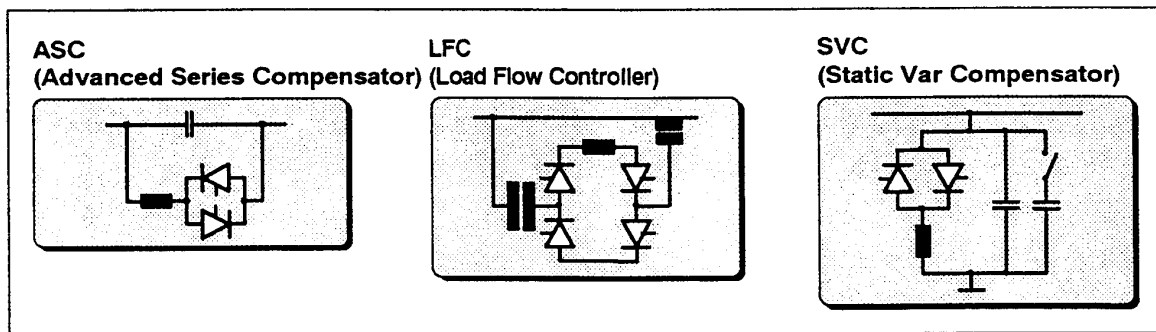 ASC
(Advanced Series Compensator)
LFC
(Load Flow Controller)
SVC
(Static Var Compensator)